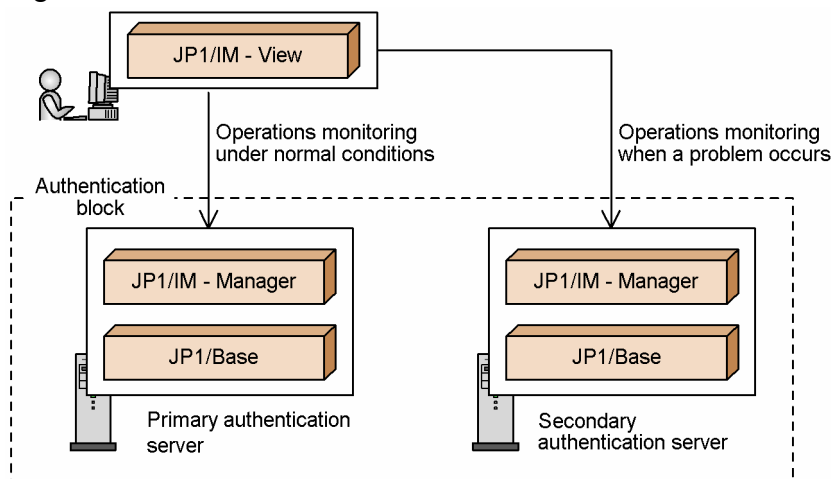 JP1/IM - View
Operations monitoring
under normal conditions
Operations monitoring
when a problem occurs
Authentication
block
JP1/IM - Manager
JP1/Base
Primary authentication
server
JP1/IM - Manager
JP1/Base
Secondary
authentication server